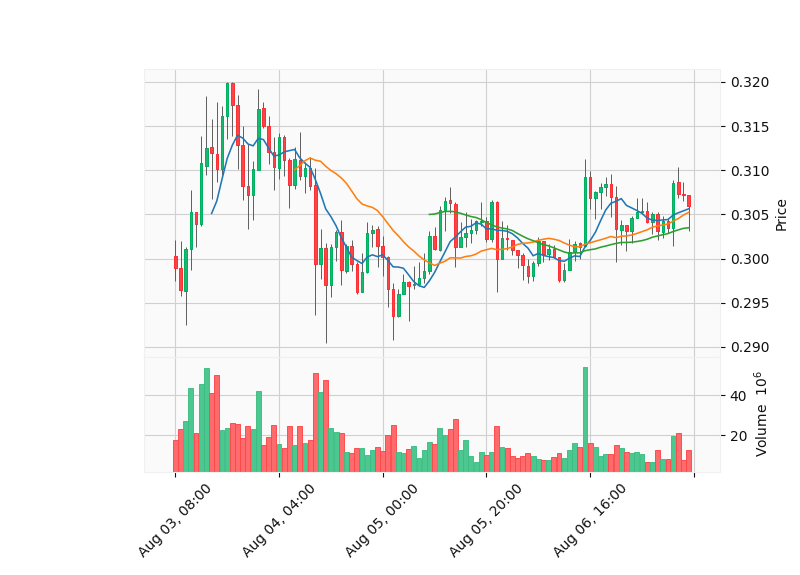 0.320
0.315
0.310
0.305
0.300
0.295
0.290
Price
40
20
Volume 10^6
Aug 03, 08:00
Aug 04, 04:00
Aug 05, 00:00
Aug 05, 20:00
Aug 06, 16:00